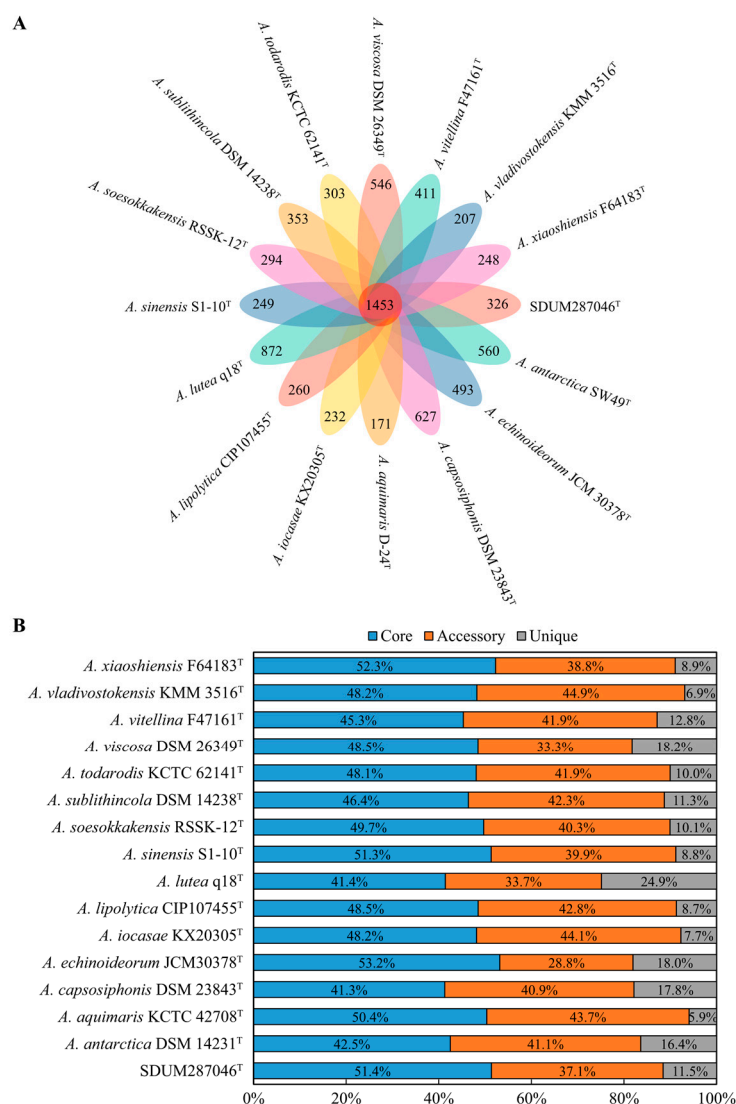 A
A. viscosa DSM 26349ᵀ
A. todarodis KCTC 62141ᵀ
A. vitellina F47161ᵀ
A. vladivostokensis KMM 3516ᵀ
A. sublithincola DSM 14238ᵀ
A. xiaoshiensis F64183ᵀ
A. soesokkakensis RSSK-12ᵀ
SDUM287046ᵀ
A. sinensis S1-10ᵀ
A. antarctica SW49ᵀ
A. lutea q18ᵀ
A. echinoideorum JCM 30378ᵀ
A. lipolytica CIP107455ᵀ
A. capsosiphonis DSM 23843ᵀ
A. iocasae KX20305ᵀ
A. aquimaris D-24ᵀ
546
303
411
353
207
294
248
249
1453
326
872
560
260
493
232
171
627
B
Core Accessory Unique
A. xiaoshiensis F64183ᵀ 52.3% 38.8% 8.9%
A. vladivostokensis KMM 3516ᵀ 48.2% 44.9% 6.9%
A. vitellina F47161ᵀ 45.3% 41.9% 12.8%
A. viscosa DSM 26349ᵀ 48.5% 33.3% 18.2%
A. todarodis KCTC 62141ᵀ 48.1% 41.9% 10.0%
A. sublithincola DSM 14238ᵀ 46.4% 42.3% 11.3%
A. soesokkakensis RSSK-12ᵀ 49.7% 40.3% 10.1%
A. sinensis S1-10ᵀ 51.3% 39.9% 8.8%
A. lutea q18ᵀ 41.4% 33.7% 24.9%
A. lipolytica CIP107455ᵀ 48.5% 42.8% 8.7%
A. iocasae KX20305ᵀ 48.2% 44.1% 7.7%
A. echinoideorum JCM30378ᵀ 53.2% 28.8% 18.0%
A. capsosiphonis DSM 23843ᵀ 41.3% 40.9% 17.8%
A. aquimaris KCTC 42708ᵀ 50.4% 43.7% 5.9%
A. antarctica DSM 14231ᵀ 42.5% 41.1% 16.4%
SDUM287046ᵀ 51.4% 37.1% 11.5%
0% 20% 40% 60% 80% 100%